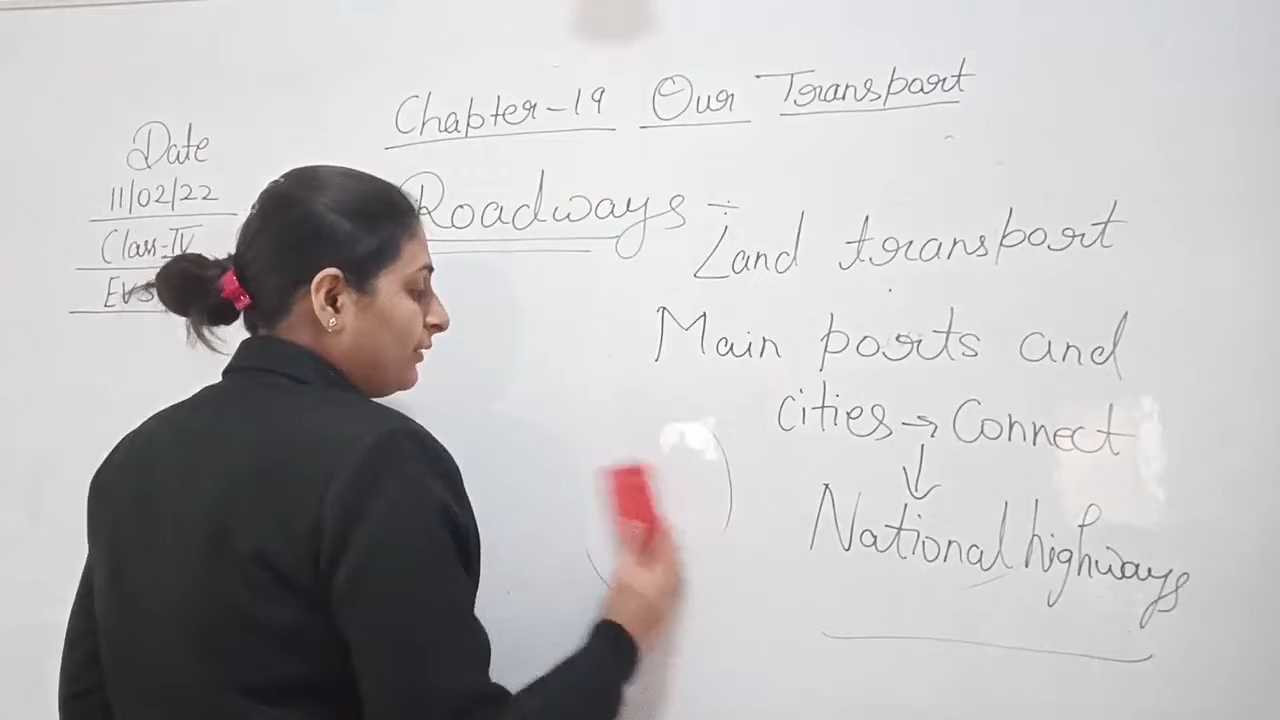 Chapter-19 Our Transport
Date
11/02/22
Class-IV
EVS
Roadways :-
Land transport
Main ports and
cities → Connect
↓
National highways